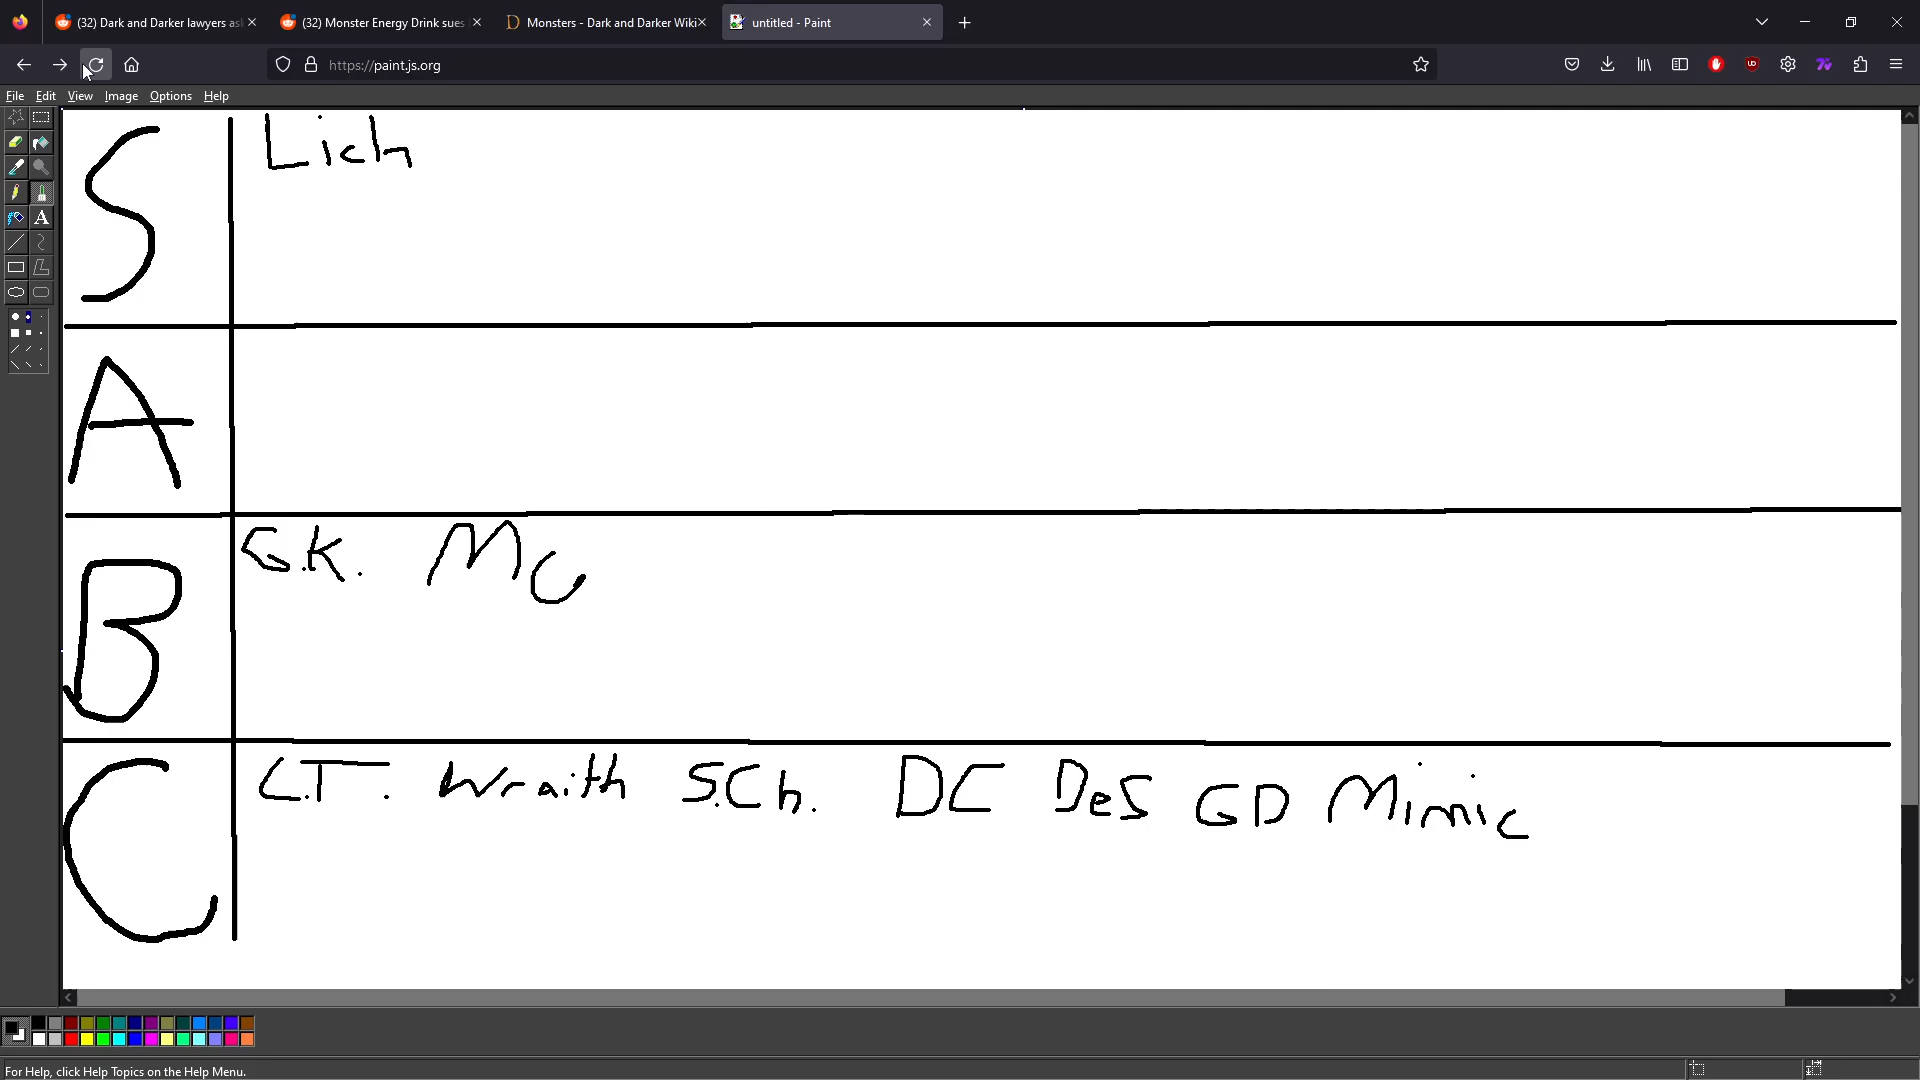 (32) Dark and Darker lawyers as
(32) Monster Energy Drink sues
Monsters - Dark and Darker Wiki
untitled - Paint
https://paint.js.org
File Edit View Image Options Help
S Lich
A
B G.K. MC
C C.T. Wraith S.Ch. DC DeS GD Mimic
For Help, click Help Topics on the Help Menu.